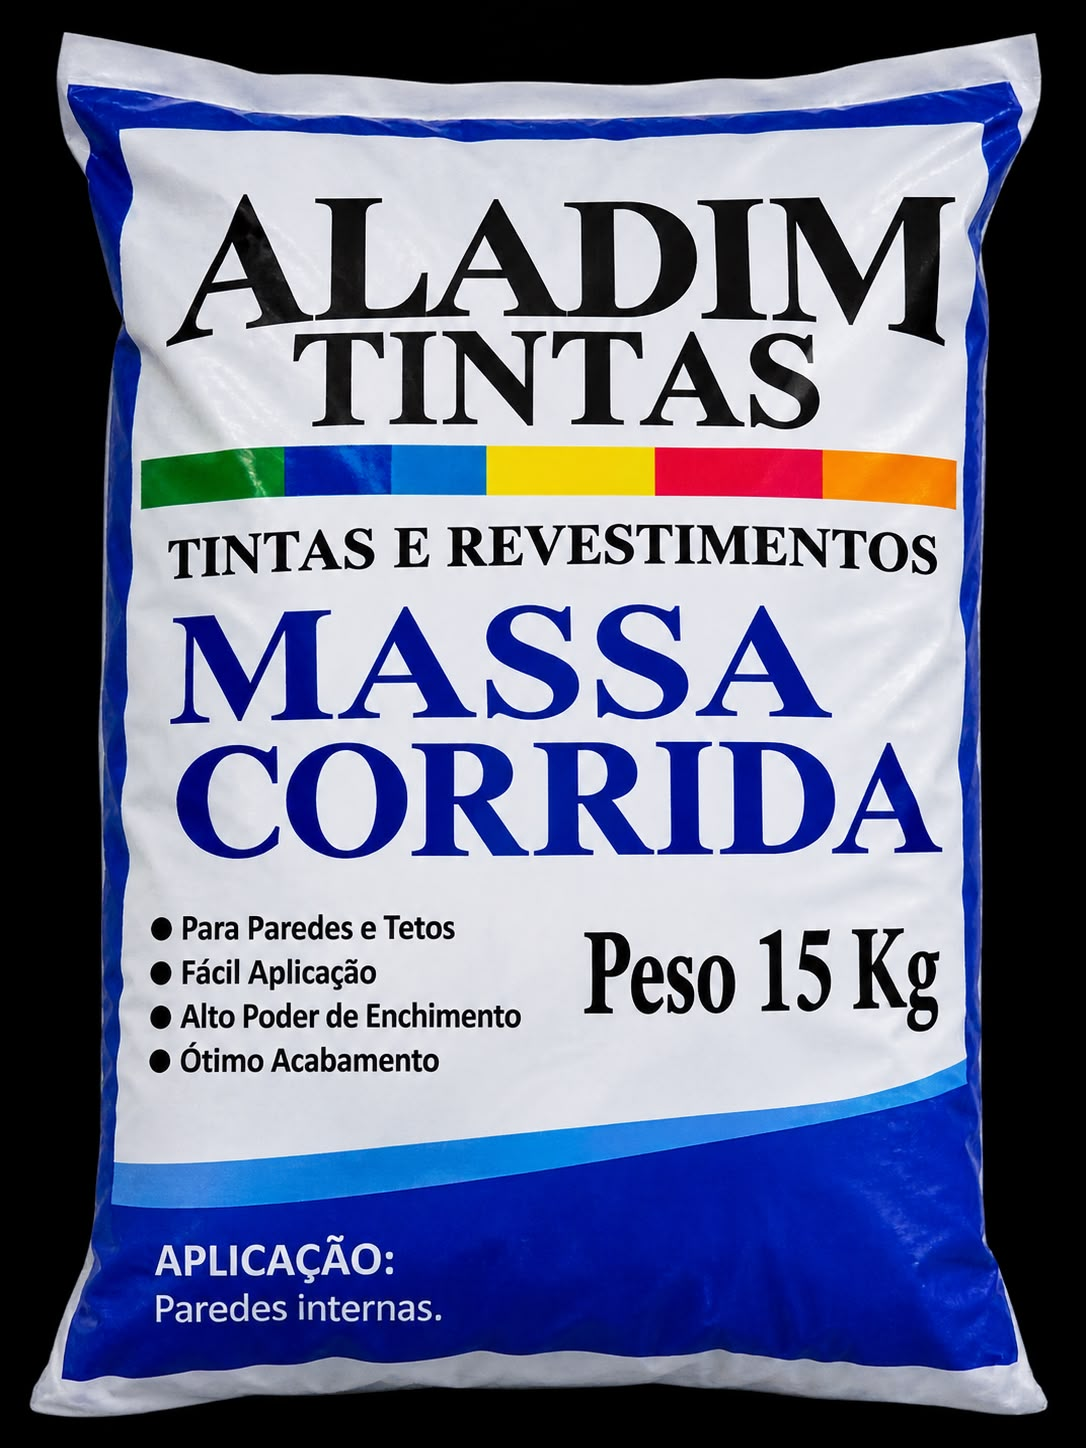 ALADIM
TINTAS
TINTAS E REVESTIMENTOS
MASSA
CORRIDA
● Para Paredes e Tetos
● Fácil Aplicação
● Alto Poder de Enchimento
● Ótimo Acabamento
Peso 15 Kg
APLICAÇÃO:
Paredes internas.